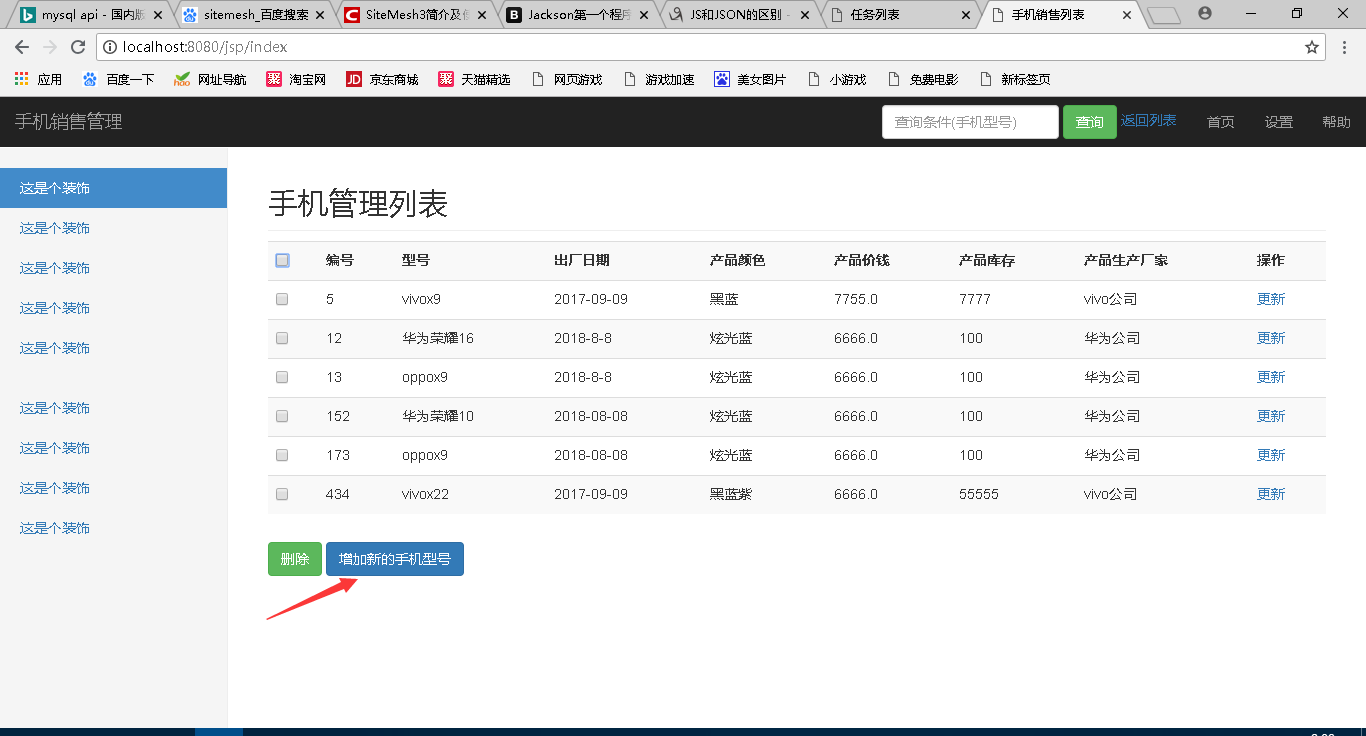 mysql api - 国内版
sitemesh_百度搜索
SiteMesh3简介及使
Jackson第一个程序
JS和JSON的区别 -
任务列表
手机销售列表
localhost:8080/jsp/index
应用 百度一下 网址导航 淘宝网 京东商城 天猫精选 网页游戏 游戏加速 美女图片 小游戏 免费电影 新标签页
手机销售管理 查询条件(手机型号) 查询 返回列表 首页 设置 帮助
这是个装饰
这是个装饰
这是个装饰
这是个装饰
这是个装饰
这是个装饰
这是个装饰
这是个装饰
这是个装饰
手机管理列表
编号 型号 出厂日期 产品颜色 产品价钱 产品库存 产品生产厂家 操作
5 vivox9 2017-09-09 黑蓝 7755.0 7777 vivo公司 更新
12 华为荣耀16 2018-8-8 炫光蓝 6666.0 100 华为公司 更新
13 oppox9 2018-8-8 炫光蓝 6666.0 100 华为公司 更新
152 华为荣耀10 2018-08-08 炫光蓝 6666.0 100 华为公司 更新
173 oppox9 2018-08-08 炫光蓝 6666.0 100 华为公司 更新
434 vivox22 2017-09-09 黑蓝紫 6666.0 55555 vivo公司 更新
删除 增加新的手机型号